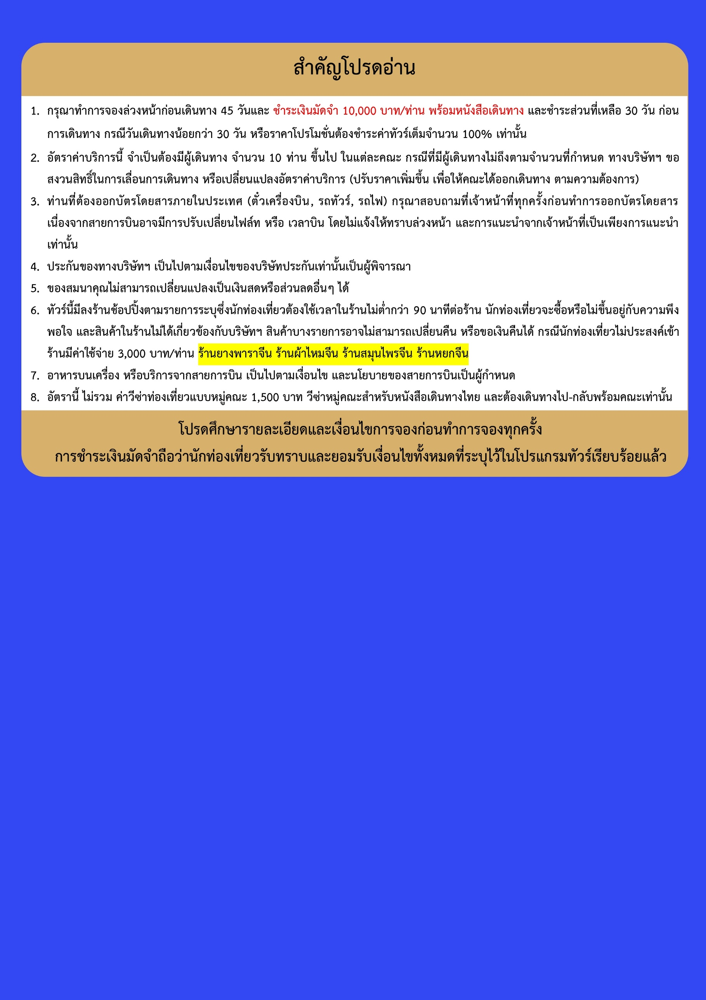 สำคัญโปรดอ่าน
1. กรุณาทำการจองล่วงหน้าก่อนเดินทาง 45 วันและ ชำระเงินมัดจำ 10,000 บาท/ท่าน พร้อมหนังสือเดินทาง และชำระส่วนที่เหลือ 30 วัน ก่อน
การเดินทาง กรณีวันเดินทางน้อยกว่า 30 วัน หรือราคาโปรโมชั่นต้องชำระค่าทัวร์เต็มจำนวน 100% เท่านั้น
2. อัตราค่าบริการนี้ จำเป็นต้องมีผู้เดินทาง จำนวน 10 ท่าน ขึ้นไป ในแต่ละคณะ กรณีที่มีผู้เดินทางไม่ถึงตามจำนวนที่กำหนด ทางบริษัทฯ ขอ
สงวนสิทธิ์ในการเลื่อนการเดินทาง หรือเปลี่ยนแปลงอัตราค่าบริการ (ปรับราคาเพิ่มขึ้น เพื่อให้คณะได้ออกเดินทาง ตามความต้องการ)
3. ท่านที่ต้องออกบัตรโดยสารภายในประเทศ (ตั๋วเครื่องบิน, รถทัวร์, รถไฟ) กรุณาสอบถามที่เจ้าหน้าที่ทุกครั้งก่อนทำการออกบัตรโดยสาร
เนื่องจากสายการบินอาจมีการปรับเปลี่ยนไฟล์ท หรือ เวลาบิน โดยไม่แจ้งให้ทราบล่วงหน้า และการแนะนำจากเจ้าหน้าที่เป็นเพียงการแนะนำ
เท่านั้น
4. ประกันของทางบริษัทฯ เป็นไปตามเงื่อนไขของบริษัทประกันเท่านั้นเป็นผู้พิจารณา
5. ของสมนาคุณไม่สามารถเปลี่ยนแปลงเป็นเงินสดหรือส่วนลดอื่นๆ ได้
6. ทัวร์นี้มีลงร้านช้อปปิ้งตามรายการระบุซึ่งนักท่องเที่ยวต้องใช้เวลาในร้านไม่ต่ำกว่า 90 นาทีต่อร้าน นักท่องเที่ยวจะซื้อหรือไม่ขึ้นอยู่กับความพึง
พอใจ และสินค้าในร้านไม่ได้เกี่ยวข้องกับบริษัทฯ สินค้าบางรายการอาจไม่สามารถเปลี่ยนคืน หรือขอเงินคืนได้ กรณีนักท่องเที่ยวไม่ประสงค์เข้า
ร้านมีค่าใช้จ่าย 3,000 บาท/ท่าน ร้านยางพาราจีน ร้านผ้าไหมจีน ร้านสมุนไพรจีน ร้านหยกจีน
7. อาหารบนเครื่อง หรือบริการจากสายการบิน เป็นไปตามเงื่อนไข และนโยบายของสายการบินเป็นผู้กำหนด
8. อัตรานี้ ไม่รวม ค่าวีซ่าท่องเที่ยวแบบหมู่คณะ 1,500 บาท วีซ่าหมู่คณะสำหรับหนังสือเดินทางไทย และต้องเดินทางไป-กลับพร้อมคณะเท่านั้น
โปรดศึกษารายละเอียดและเงื่อนไขการจองก่อนทำการจองทุกครั้ง
การชำระเงินมัดจำถือว่านักท่องเที่ยวรับทราบและยอมรับเงื่อนไขทั้งหมดที่ระบุไว้ในโปรแกรมทัวร์เรียบร้อยแล้ว